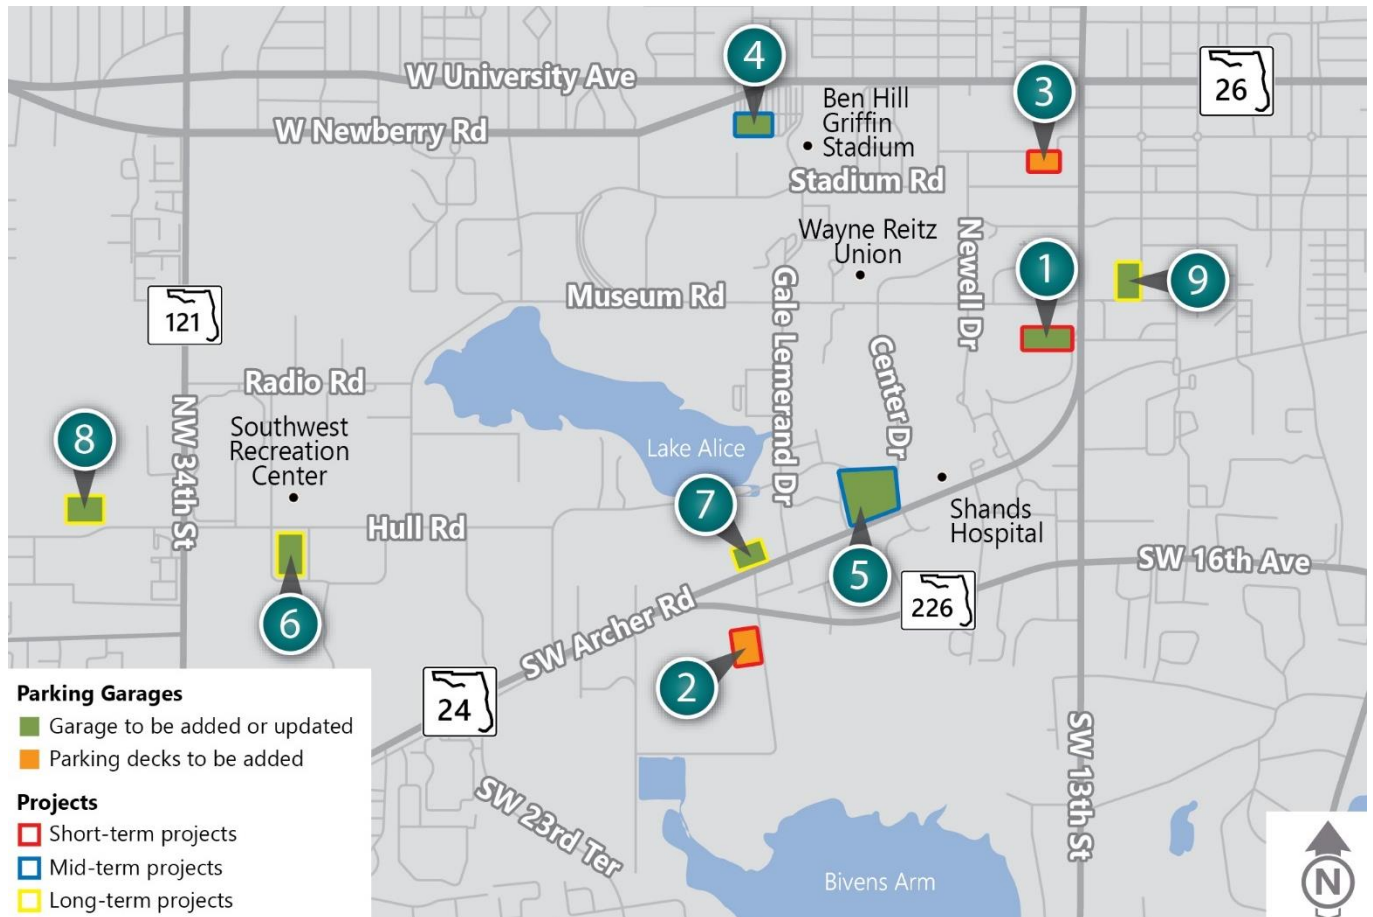 W University Ave
4
3
26
Ben Hill
Griffin
Stadium
W Newberry Rd
Stadium Rd
Wayne Reitz
Union
Newell Dr
1
9
Museum Rd
Gale Lemerand Dr
121
Center Dr
Radio Rd
NW 34th St
8
Southwest
Recreation
Center
Lake Alice
7
Shands
Hospital
Hull Rd
5
SW 16th Ave
226
6
SW Archer Rd
2
24
SW 13th St
SW 23rd Ter
Bivens Arm
Parking Garages
Garage to be added or updated
Parking decks to be added
Projects
Short-term projects
Mid-term projects
Long-term projects
N